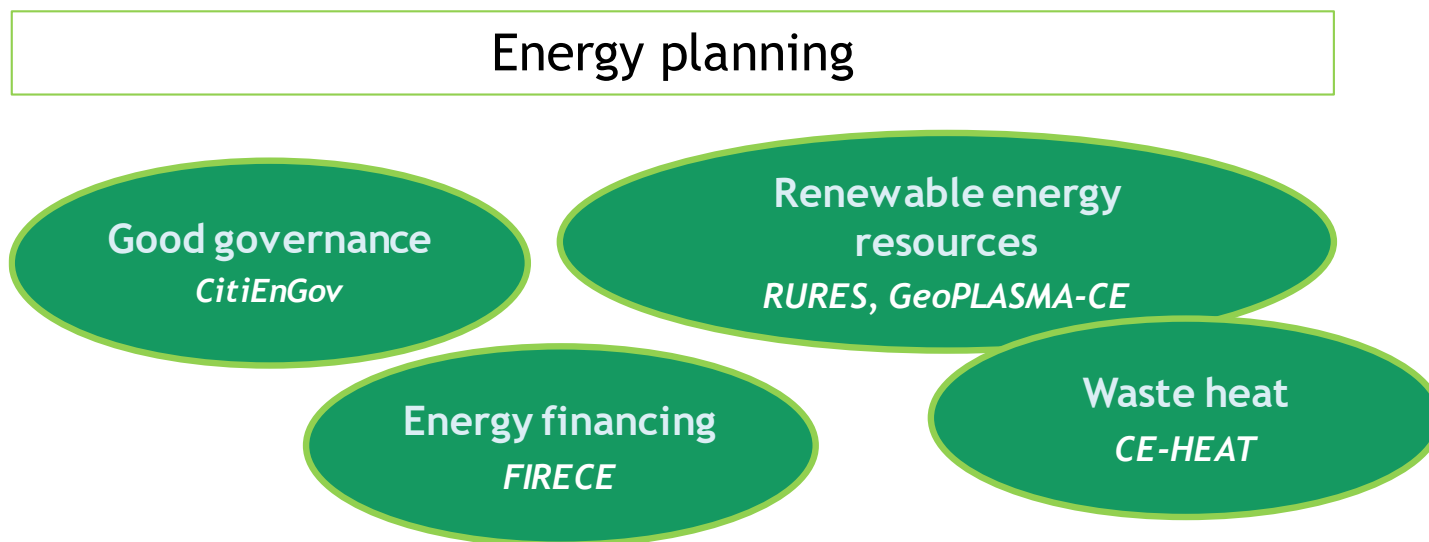 Energy planning
Good governance
CitiEnGov
Renewable energy
resources
RURES, GeoPLASMA-CE
Energy financing
FIRECE
Waste heat
CE-HEAT